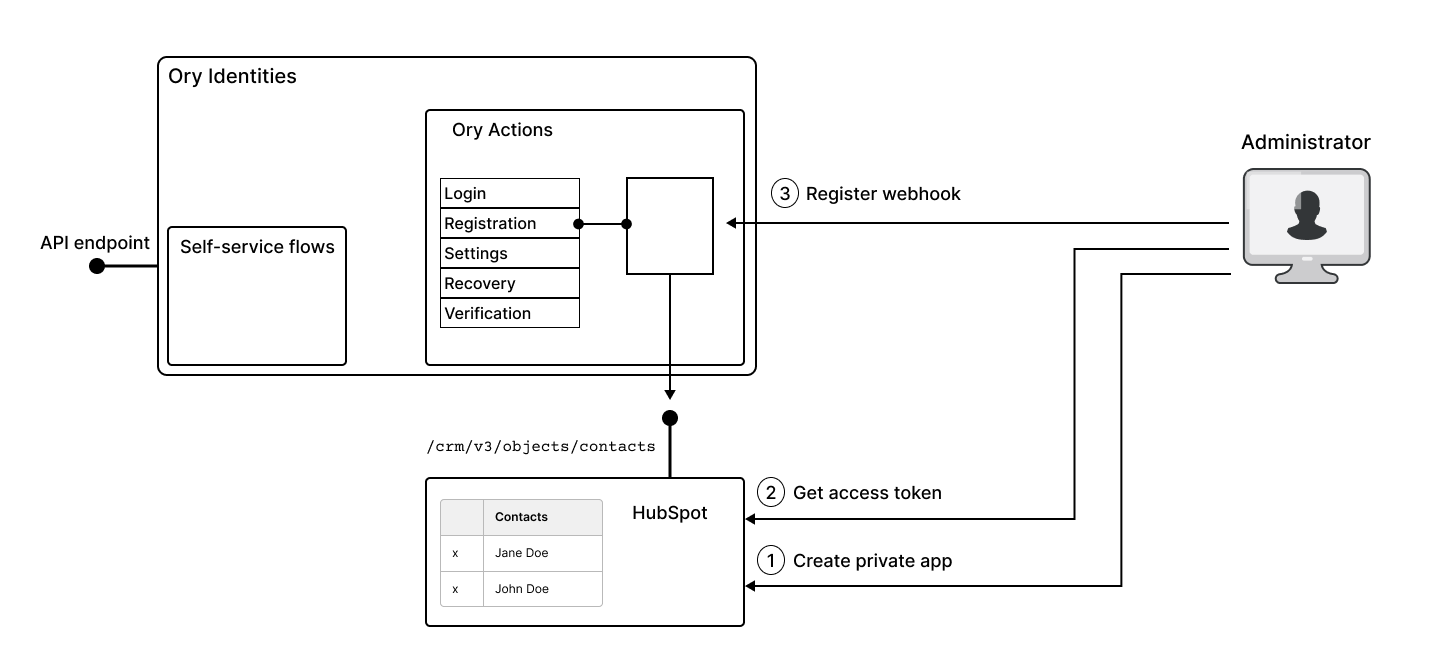 Ory Identities
Ory Actions
Login
Registration
Settings
Recovery
Verification
API endpoint
Self-service flows
3 Register webhook
Administrator
/crm/v3/objects/contacts
Contacts
x Jane Doe
x John Doe
HubSpot
2 Get access token
1 Create private app